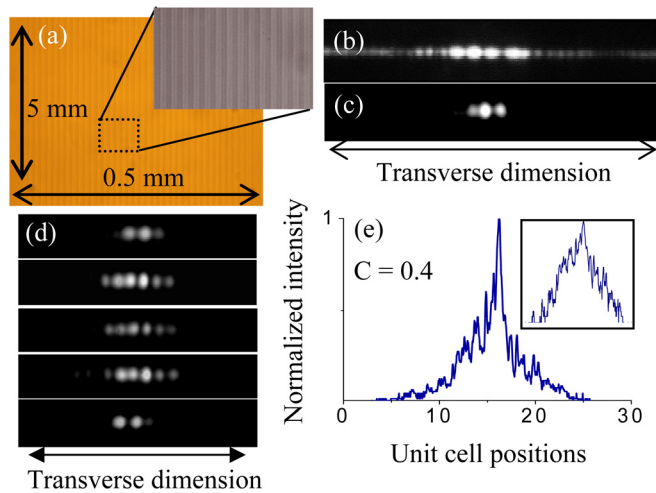 (a)
5 mm
0.5 mm
(b)
(c)
Transverse dimension
(d)
Transverse dimension
(e)
C = 0.4
Normalized intensity
1
0 10 20 30
Unit cell positions